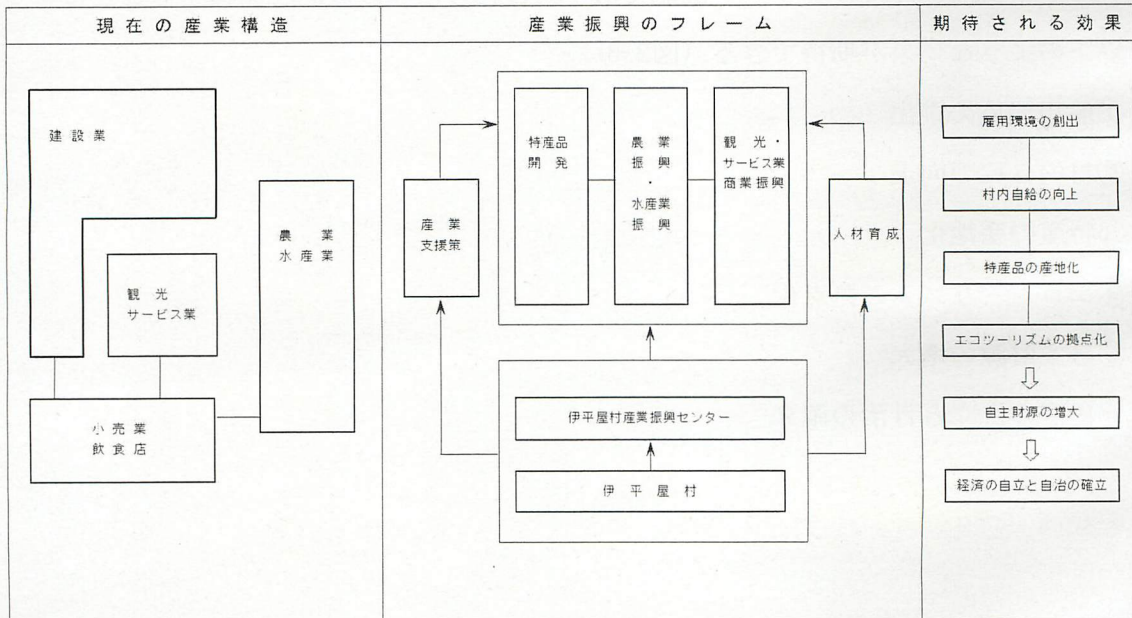 現在の産業構造
産業振興のフレーム
期待される効果
建設業
観光
サービス業
農業
水産業
小売業
飲食店
産業
支援策
特産品
開発
農業
振興
・
水産業
振興
観光・
サービス業
商業振興
人材育成
伊平屋村産業振興センター
伊平屋村
雇用環境の創出
村内自給の向上
特産品の産地化
エコツーリズムの拠点化
自主財源の増大
経済の自立と自治の確立